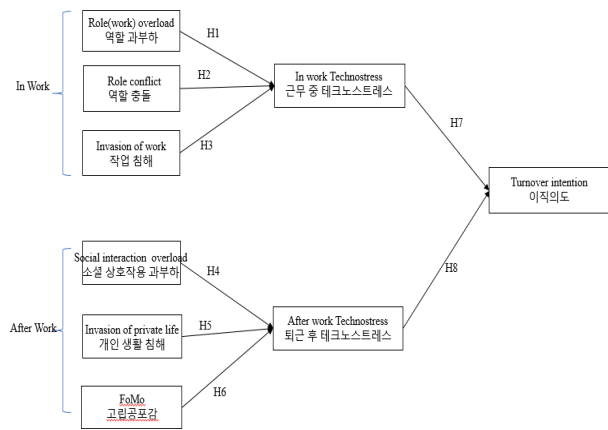 Role(work) overload
역할 과부하
H1
In Work
Role conflict
역할 충돌
H2
In work Technostress
근무 중 테크노스트레스
Invasion of work
작업 침해
H3
H7
Turnover intention
이직의도
Social interaction overload
소셜 상호작용 과부하
H4
H8
After Work
Invasion of private life
개인 생활 침해
H5
After work Technostress
퇴근 후 테크노스트레스
FoMo
고립공포감
H6